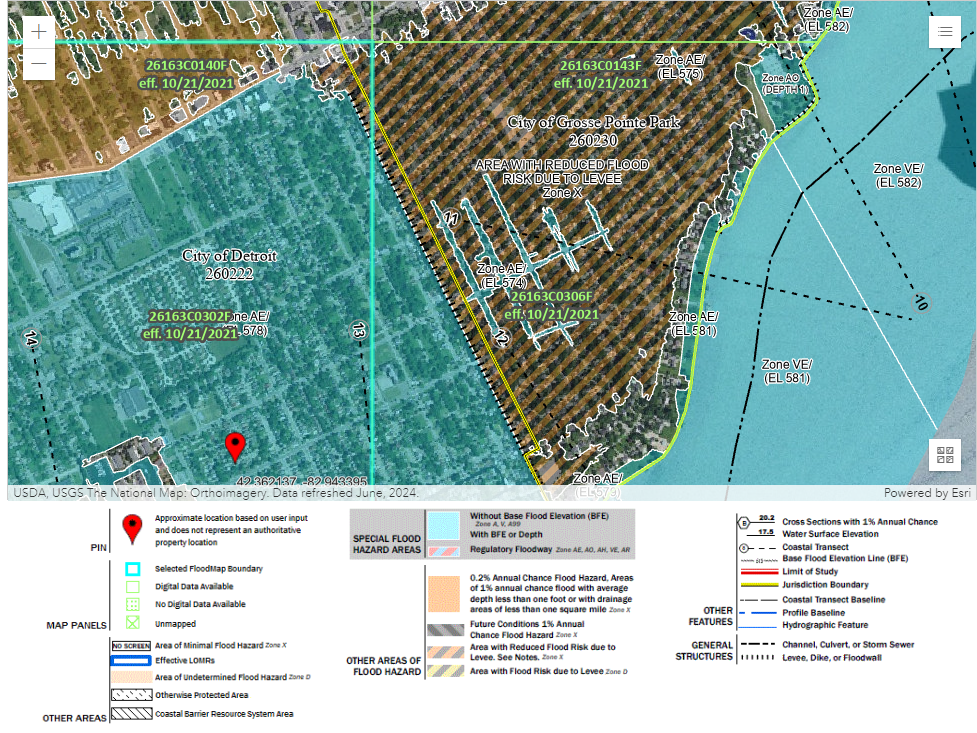 Zone AE/
(EL 582)
26163C0140F
eff. 10/21/2021
26163C0143F
eff. 10/21/2021
Zone AE/
(EL 575)
Zone AO
(DEPTH 1)
City of Grosse Pointe Park
260230
AREA WITH REDUCED FLOOD
RISK DUE TO LEVEE
Zone X
Zone VE/
(EL 582)
11
City of Detroit
260222
Zone AE/
(EL 574)
26163C0306F
eff. 10/21/2021
10
26163C0302F
eff. 10/21/2021
ne AE/
EL 578)
Zone AE/
(EL 581)
14
13
12
Zone VE/
(EL 581)
42.362137, -82.943395
Zone AE/
(EL 579)
USDA, USGS The National Map: Orthoimagery. Data refreshed June, 2024.
Powered by Esri
PIN
Approximate location based on user input
and does not represent an authoritative
property location
MAP PANELS
Selected FloodMap Boundary
Digital Data Available
No Digital Data Available
Unmapped
OTHER AREAS
NO SCREEN Area of Minimal Flood Hazard Zone X
Effective LOMRs
Area of Undetermined Flood Hazard Zone D
Otherwise Protected Area
Coastal Barrier Resource System Area
SPECIAL FLOOD
HAZARD AREAS
Without Base Flood Elevation (BFE)
Zone A, V, A99
With BFE or Depth
Regulatory Floodway Zone AE, AO, AH, VE, AR
OTHER AREAS OF
FLOOD HAZARD
0.2% Annual Chance Flood Hazard, Areas
of 1% annual chance flood with average
depth less than one foot or with drainage
areas of less than one square mile Zone X
Future Conditions 1% Annual
Chance Flood Hazard Zone X
Area with Reduced Flood Risk due to
Levee. See Notes. Zone X
Area with Flood Risk due to Levee Zone D
OTHER
FEATURES
20.2 Cross Sections with 1% Annual Chance
17.5 Water Surface Elevation
Coastal Transect
Base Flood Elevation Line (BFE)
Limit of Study
Jurisdiction Boundary
Coastal Transect Baseline
Profile Baseline
Hydrographic Feature
GENERAL
STRUCTURES
Channel, Culvert, or Storm Sewer
Levee, Dike, or Floodwall